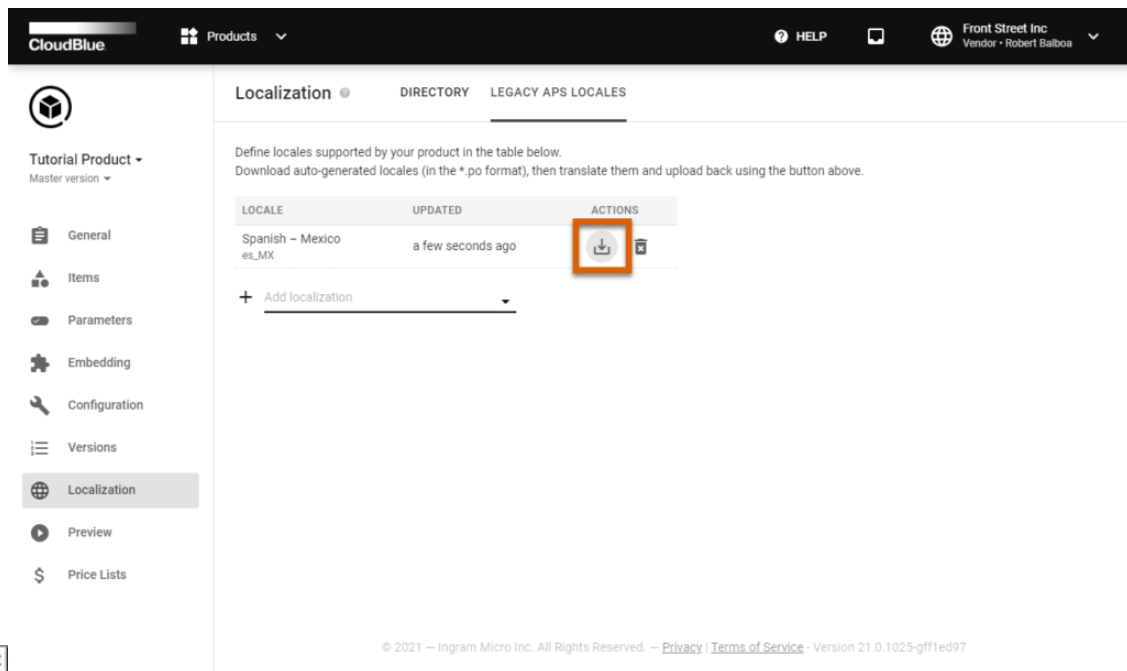 CloudBlue
Products
HELP
Front Street Inc
Vendor • Robert Balboa
Tutorial Product
Master version
General
Items
Parameters
Embedding
Configuration
Versions
Localization
Preview
Price Lists
Localization
DIRECTORY
LEGACY APS LOCALES
Define locales supported by your product in the table below.
Download auto-generated locales (in the *.po format), then translate them and upload back using the button above.
LOCALE UPDATED ACTIONS
Spanish – Mexico a few seconds ago
es_MX
Add localization
© 2021 – Ingram Micro Inc. All Rights Reserved. – Privacy | Terms of Service - Version 21.0.1025-gff1ed97